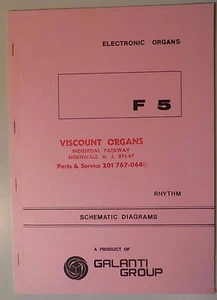 ELECTRONIC ORGANS
F 5
VISCOUNT ORGANS
INDUSTRIAL PARKWAY
NORTHVALE, N. J. 07647
Parts & Service 201 767-0640
RHYTHM
SCHEMATIC DIAGRAMS
A PRODUCT OF
GALANTI
GROUP